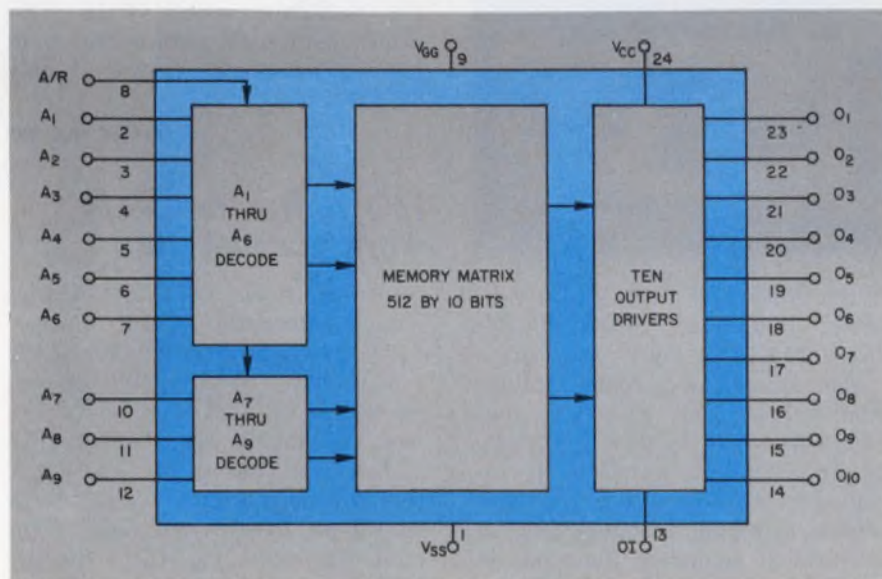 VGG 9
VCC 24
A/R 8
A1 2
A2 3
A3 4
A4 5
A5 6
A6 7
A7 10
A8 11
A9 12
A1
THRU
A6
DECODE
A7
THRU
A9
DECODE
MEMORY MATRIX
512 BY 10 BITS
TEN
OUTPUT
DRIVERS
23 O1
22 O2
21 O3
20 O4
19 O5
18 O6
17 O7
16 O8
15 O9
14 O10
VSS 1
OI 13